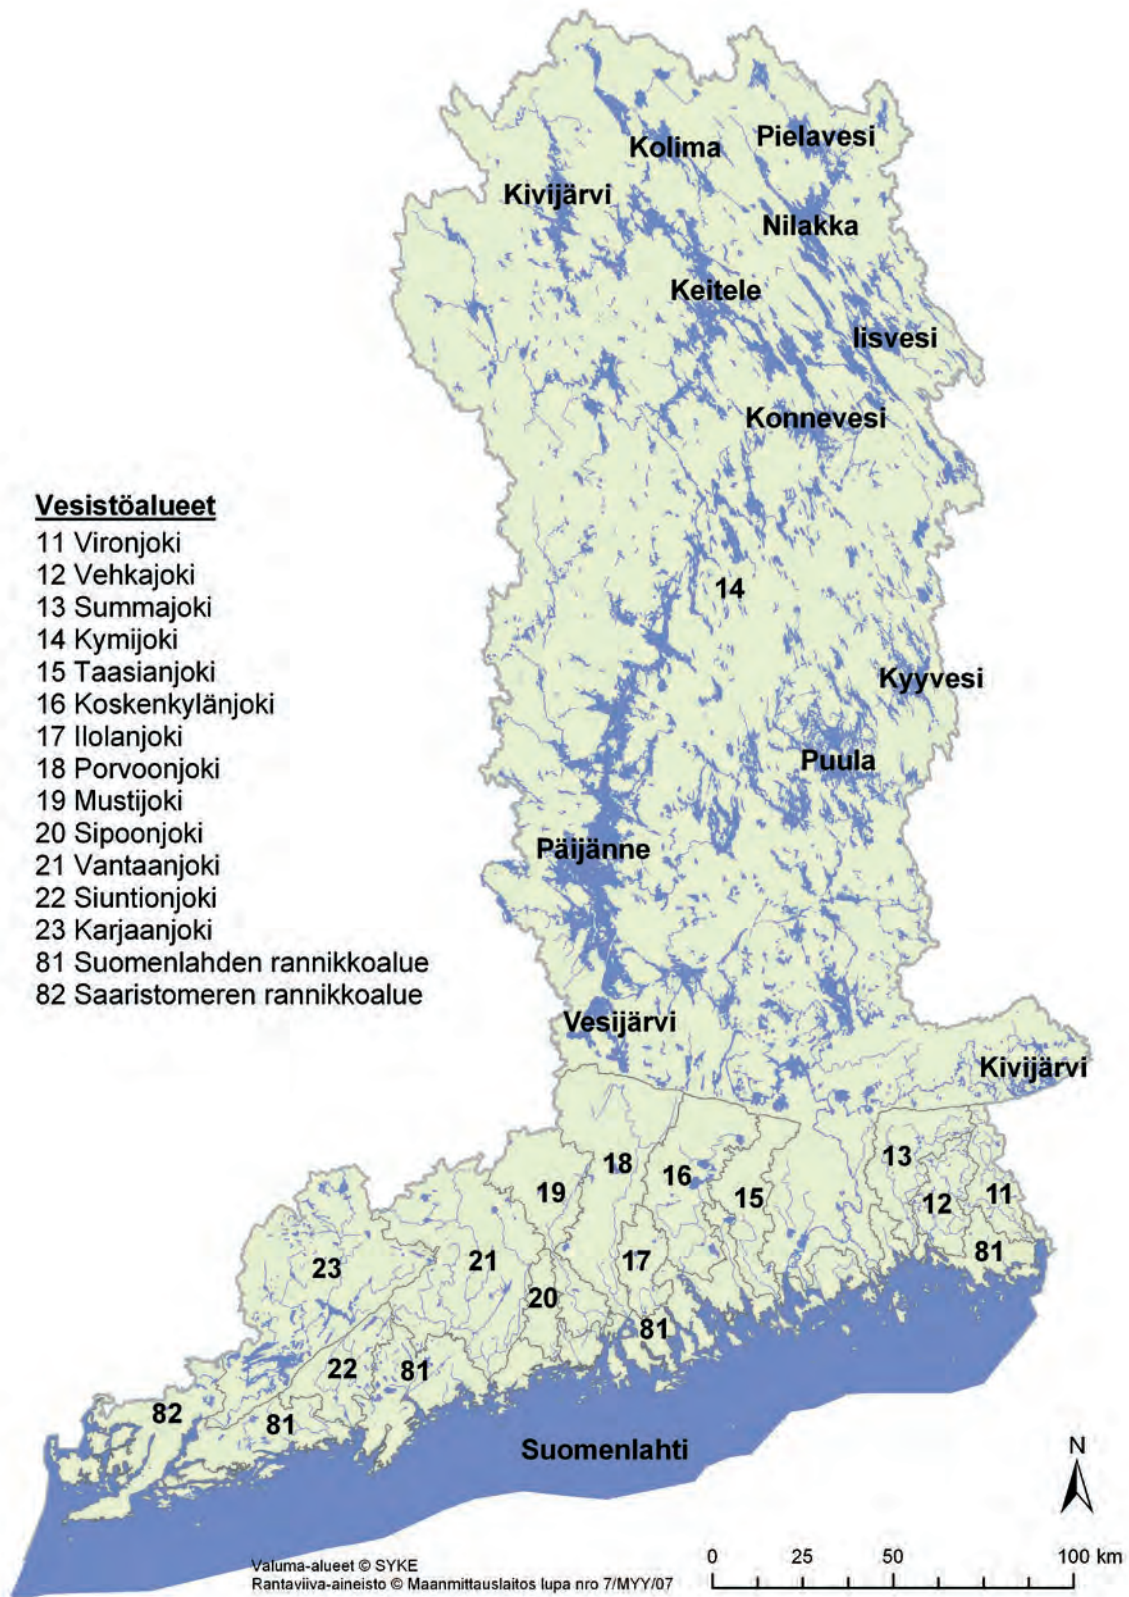 Kolima
Pielavesi
Kivijärvi
Nilakka
Keitele
Iisvesi
Konnevesi
Vesistöalueet
11 Vironjoki
12 Vehkajoki
13 Summajoki
14 Kymijoki
15 Taasianjoki
16 Koskenkylänjoki
17 Ilolanjoki
18 Porvoonjoki
19 Mustijoki
20 Sipoonjoki
21 Vantaanjoki
22 Siuntionjoki
23 Karjaanjoki
81 Suomenlahden rannikkoalue
82 Saaristomeren rannikkoalue
14
Kyyvesi
Puula
Päijänne
Vesijärvi
Kivijärvi
13
18
16
19
15
12
11
81
21
17
23
20
81
22
81
82
81
Suomenlahti
N
0 25 50 100 km
Valuma-alueet © SYKE
Rantaviiva-aineisto © Maanmittauslaitos lupa nro 7/MYY/07